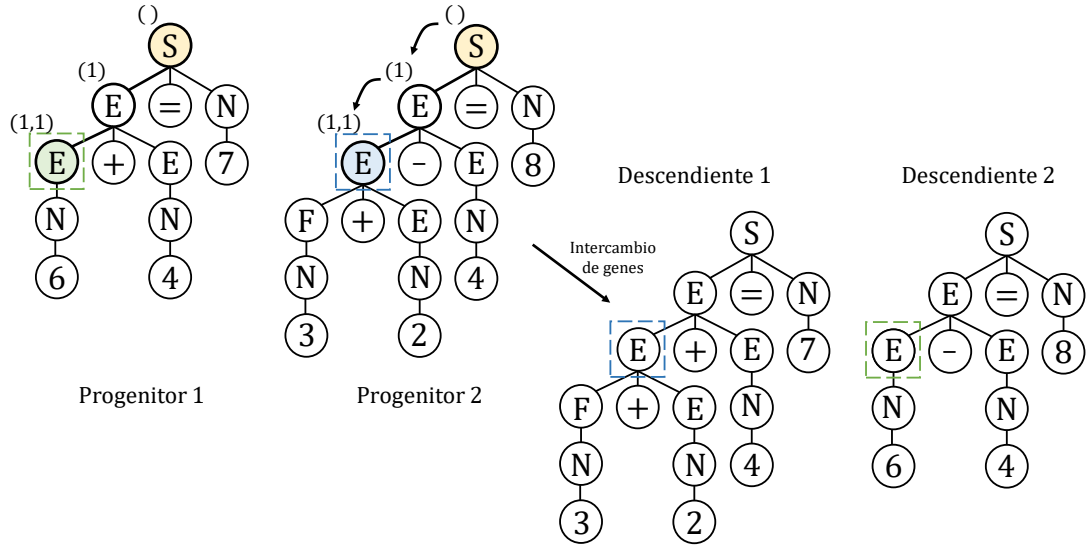 ( )
S
(1)
E = N
(1,1)
E + E 7
N N
6 4
Progenitor 1
( )
S
(1)
E = N
(1,1)
E - E 8
F + E N
N N 4
3 2
Progenitor 2
Intercambio
de genes
Descendiente 1
S
E = N
E + E 7
F + E N
N N 4
3 2
Descendiente 2
S
E = N
E - E 8
N N
6 4